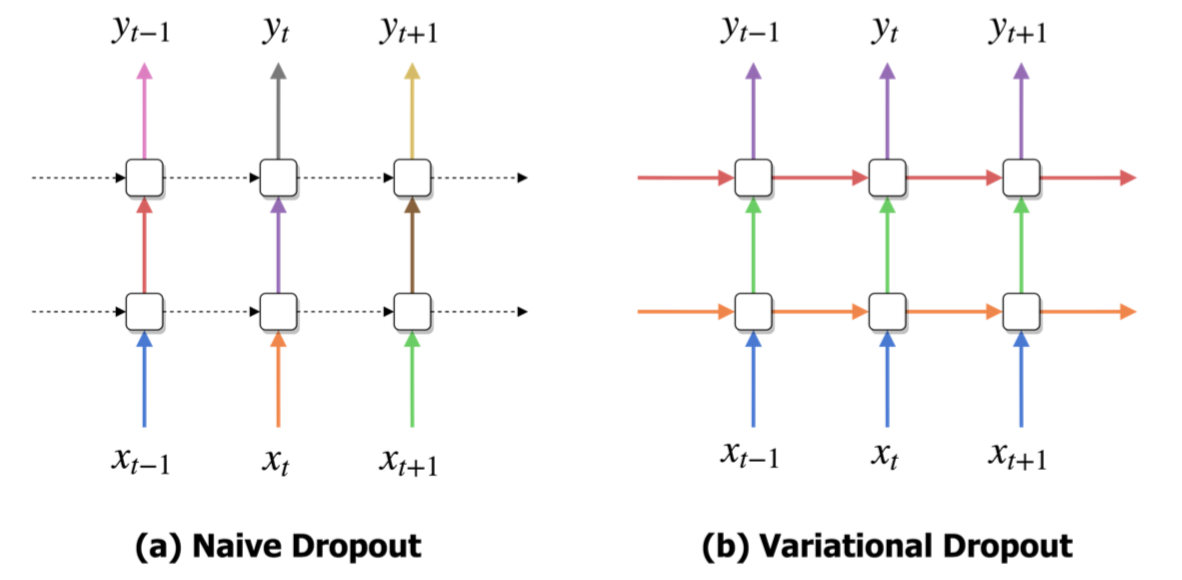 y_{t−1} y_t y_{t+1} y_{t−1} y_t y_{t+1}
x_{t−1} x_t x_{t+1} x_{t−1} x_t x_{t+1}
(a) Naive Dropout (b) Variational Dropout